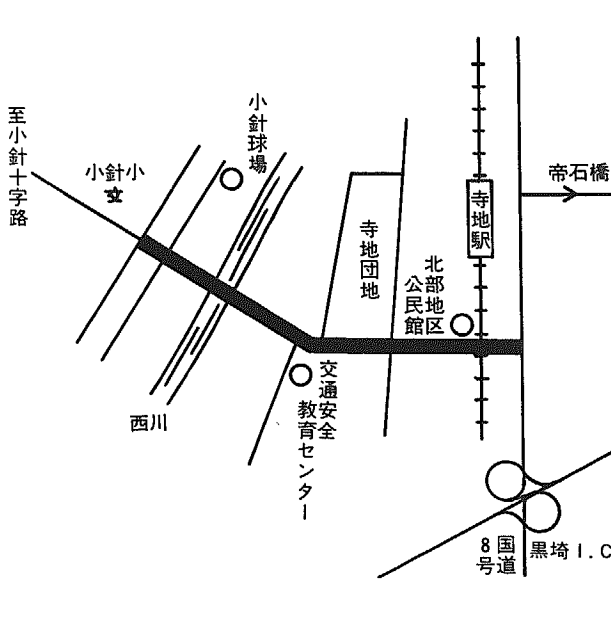 至小針十字路
小針小
文
小針球場
西川
寺地団地
交通安全
教育センター
北部地区
公民館
寺地駅
帝石橋
国道
8号
黒埼I.C